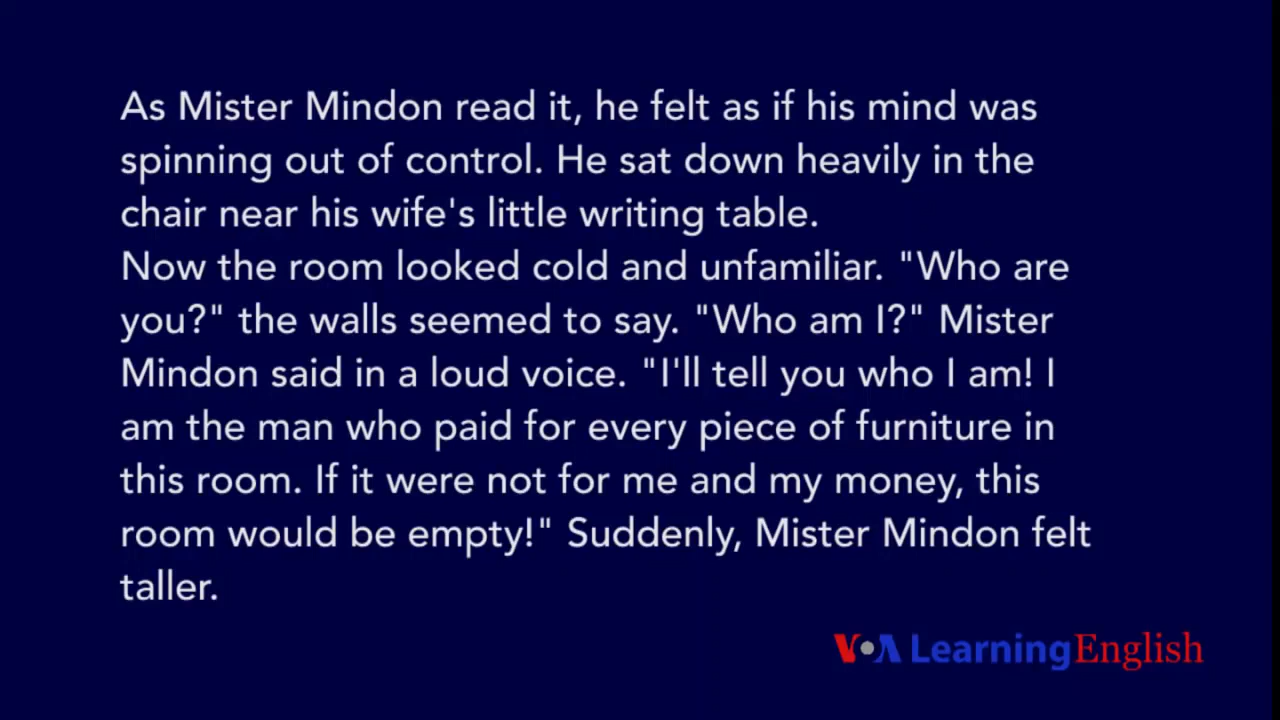 As Mister Mindon read it, he felt as if his mind was
spinning out of control. He sat down heavily in the
chair near his wife's little writing table.
Now the room looked cold and unfamiliar. "Who are
you?" the walls seemed to say. "Who am I?" Mister
Mindon said in a loud voice. "I'll tell you who I am! I
am the man who paid for every piece of furniture in
this room. If it were not for me and my money, this
room would be empty!" Suddenly, Mister Mindon felt
taller.
VOA Learning English